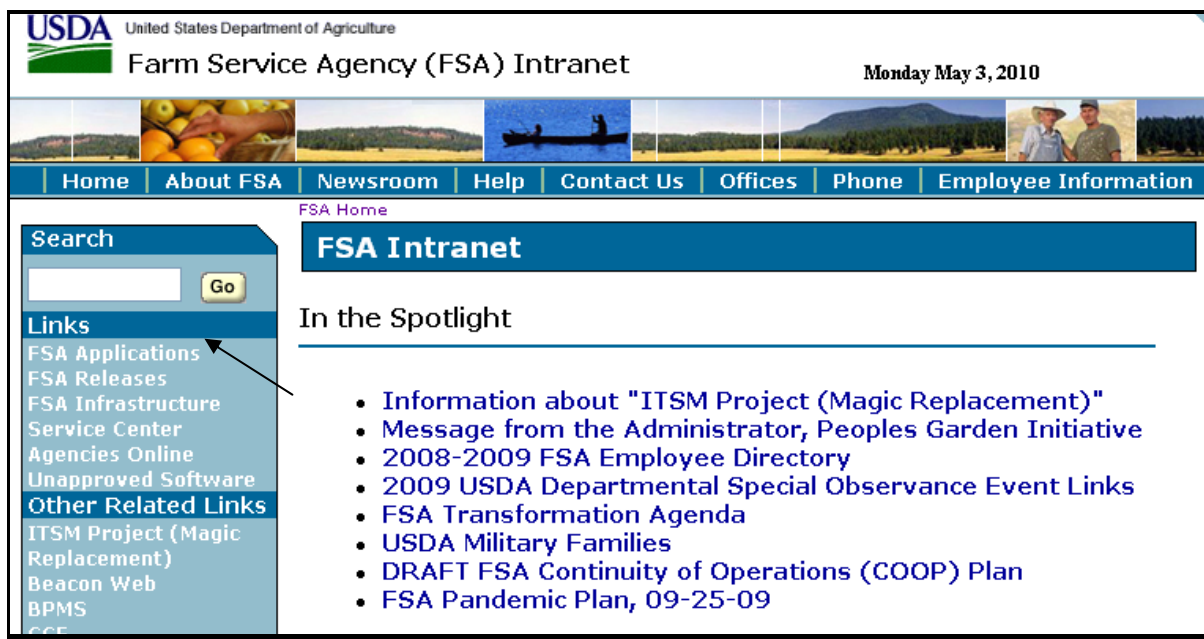 USDA United States Department of Agriculture
Farm Service Agency (FSA) Intranet
Monday May 3, 2010
Home About FSA Newsroom Help Contact Us Offices Phone Employee Information
FSA Home
Search
Go
Links
FSA Applications
FSA Releases
FSA Infrastructure
Service Center
Agencies Online
Unapproved Software
Other Related Links
ITSM Project (Magic
Replacement)
Beacon Web
BPMS
FSA Intranet
In the Spotlight
• Information about "ITSM Project (Magic Replacement)"
• Message from the Administrator, Peoples Garden Initiative
• 2008-2009 FSA Employee Directory
• 2009 USDA Departmental Special Observance Event Links
• FSA Transformation Agenda
• USDA Military Families
• DRAFT FSA Continuity of Operations (COOP) Plan
• FSA Pandemic Plan, 09-25-09